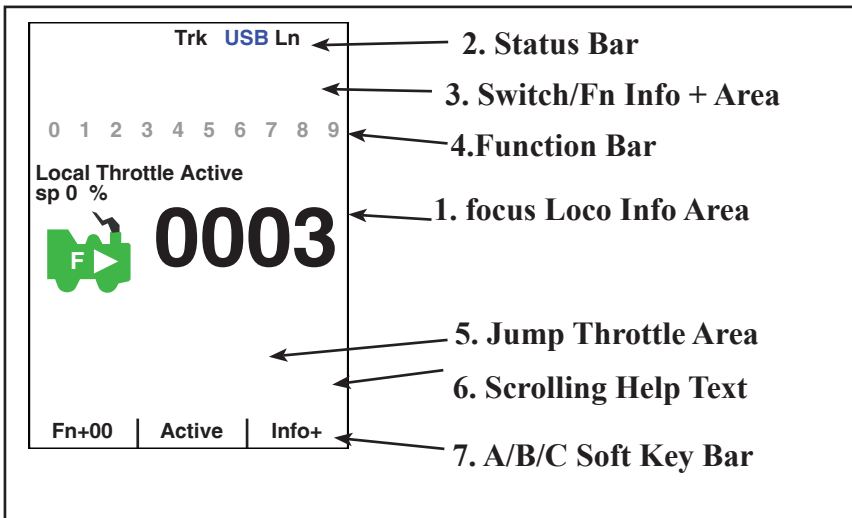 Trk USB Ln
2. Status Bar
3. Switch/Fn Info + Area
0 1 2 3 4 5 6 7 8 9
4.Function Bar
Local Throttle Active
sp 0 %
F
0003
1. focus Loco Info Area
5. Jump Throttle Area
6. Scrolling Help Text
Fn+00 | Active | Info+
7. A/B/C Soft Key Bar